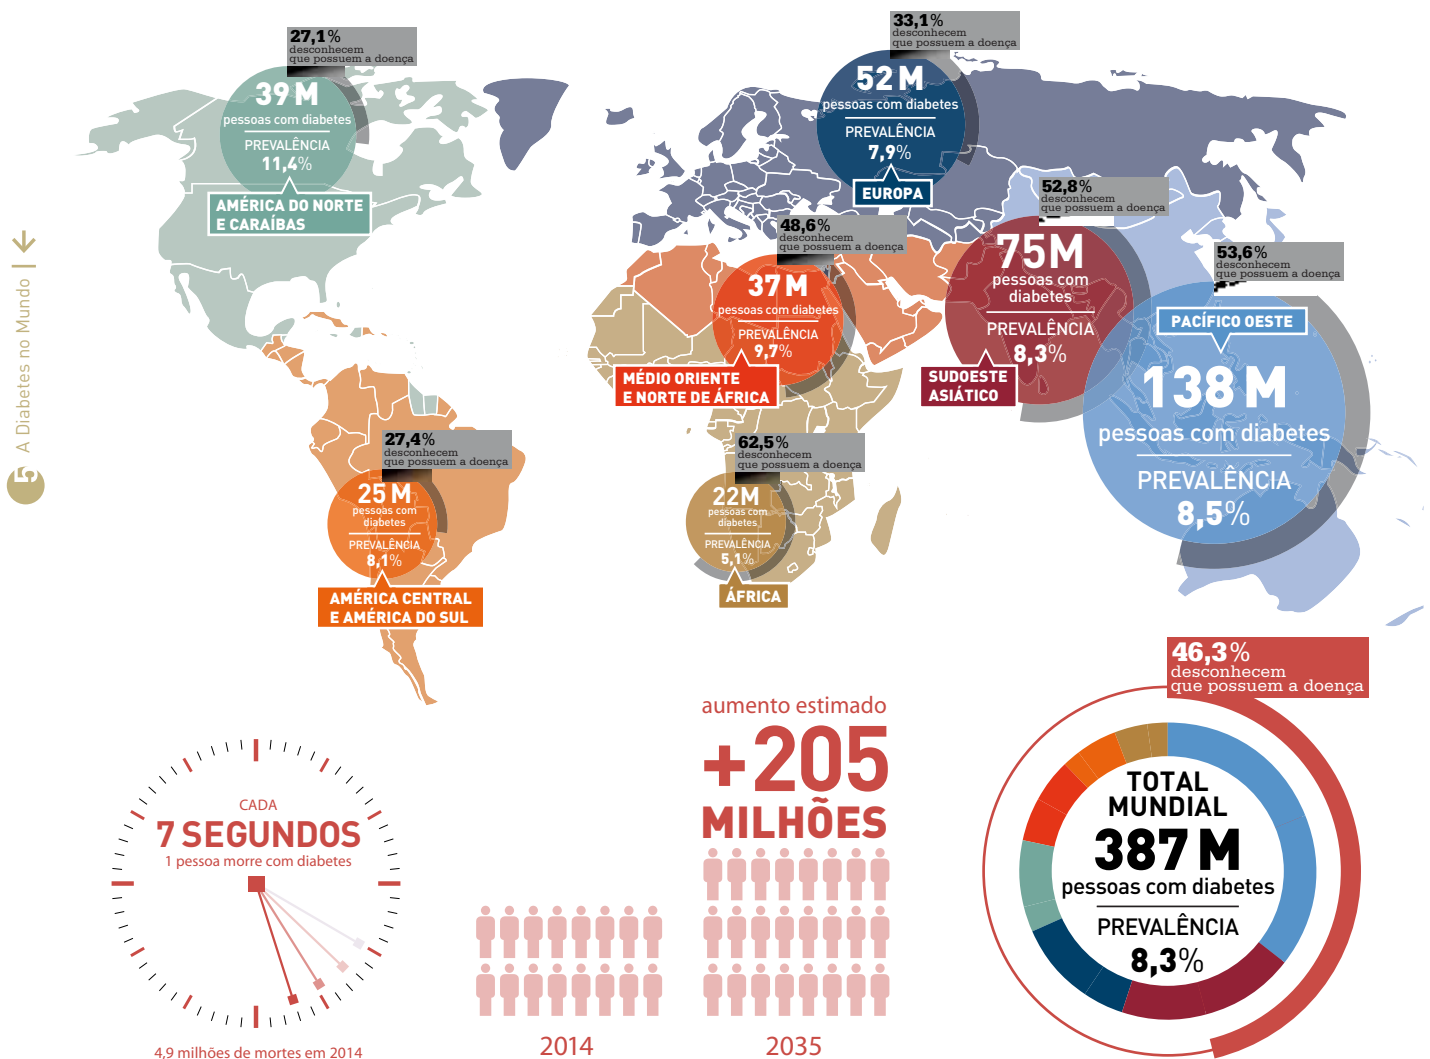 27,1%
desconhecem
que possuem a doença
39 M
pessoas com diabetes
PREVALÊNCIA
11,4%
AMÉRICA DO NORTE
E CARAÍBAS
33,1%
desconhecem
que possuem a doença
52 M
pessoas com diabetes
PREVALÊNCIA
7,9%
EUROPA
52,8%
desconhecem
que possuem a doença
75M
pessoas com
diabetes
PREVALÊNCIA
8,3%
SUDOESTE
ASIÁTICO
48,6%
desconhecem
que possuem a doença
37 M
pessoas com diabetes
PREVALÊNCIA
9,7%
MÉDIO ORIENTE
E NORTE DE ÁFRICA
53,6%
desconhecem
que possuem a doença
PACÍFICO OESTE
138 M
pessoas com diabetes
PREVALÊNCIA
8,5%
27,4%
desconhecem
que possuem a doença
25 M
pessoas com
diabetes
PREVALÊNCIA
8,1%
AMÉRICA CENTRAL
E AMÉRICA DO SUL
62,5%
desconhecem
que possuem a doença
22M
pessoas com
diabetes
PREVALÊNCIA
5,1%
ÁFRICA
5 A Diabetes no Mundo |
CADA
7 SEGUNDOS
1 pessoa morre com diabetes
4,9 milhões de mortes em 2014
aumento estimado
+205
MILHÕES
2014
2035
46,3%
desconhecem
que possuem a doença
TOTAL
MUNDIAL
387 M
pessoas com diabetes
PREVALÊNCIA
8,3%